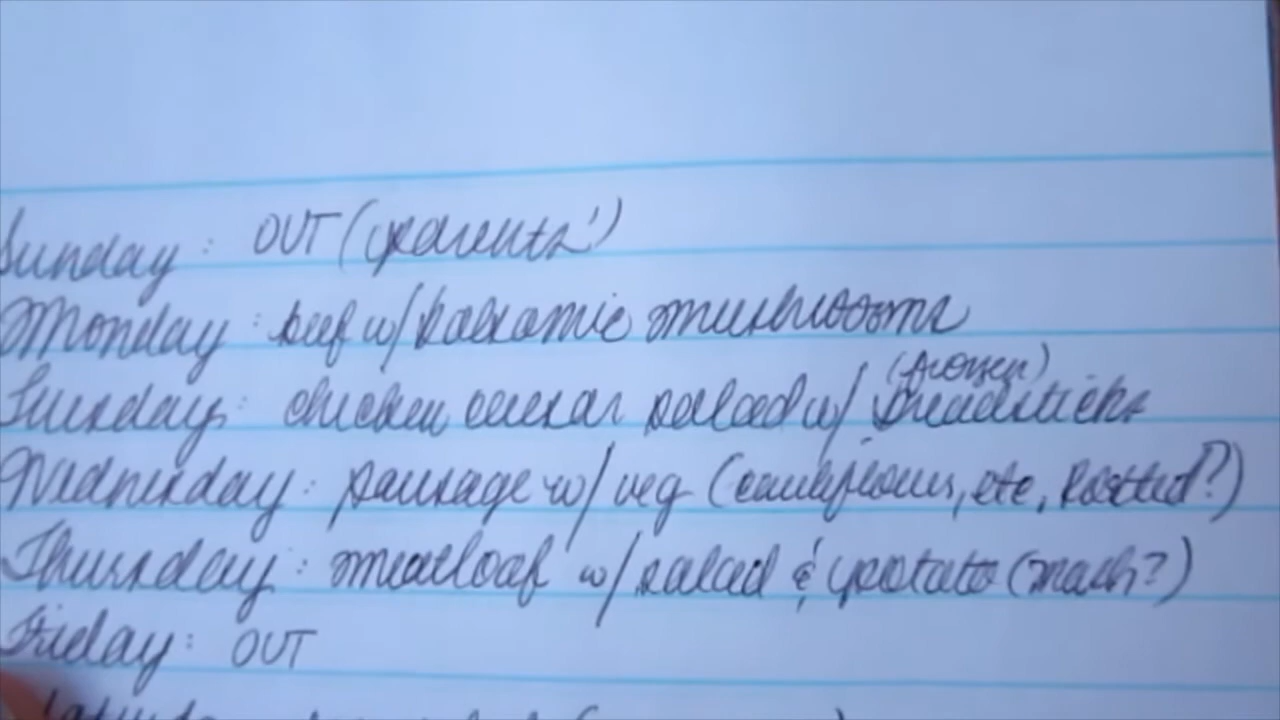 Sunday: OUT (parents')
Monday: beef w/ balsamic mushrooms
(frozen)
Tuesday: chicken caesar salad w/ breadsticks
Wednesday: sausage w/ veg (cauliflower, etc, Roasted?)
Thursday: meatloaf w/ salad & potato (mash?)
Friday: OUT